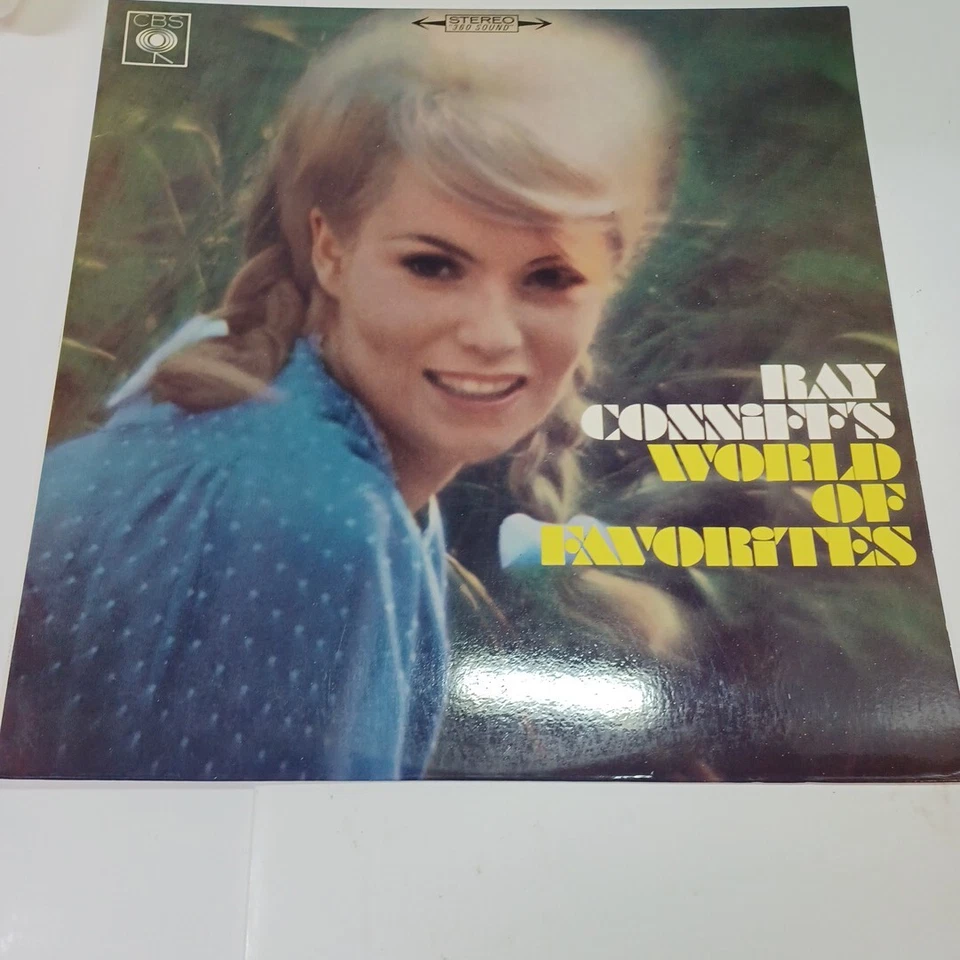 CBS
STEREO
360 SOUND
RAY
CONNiFF'S
WORLD
OF
FAVORiTES